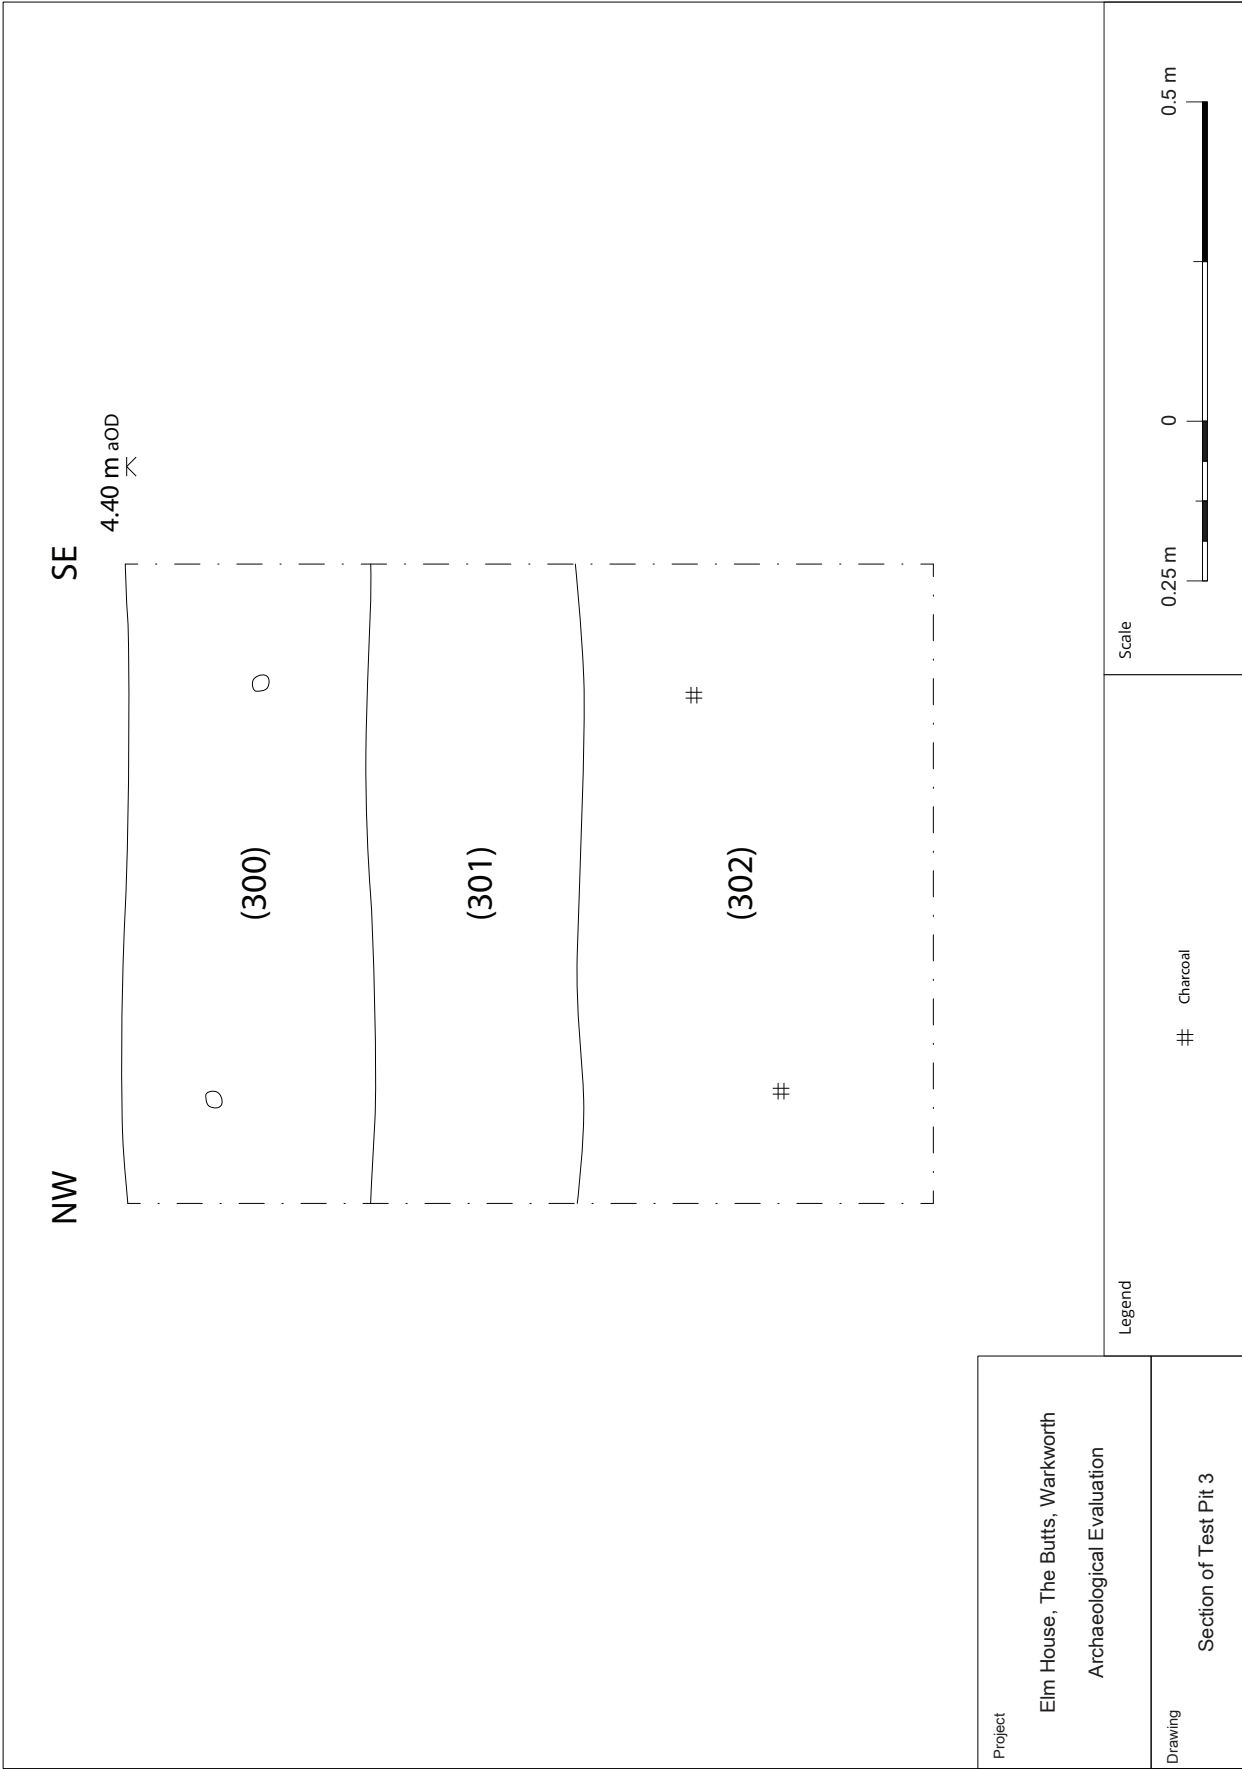 NW
SE
4.40 m aOD
(300)
(301)
(302)
Project
Elm House, The Butts, Warkworth
Archaeological Evaluation
Drawing
Section of Test Pit 3
Legend
# Charcoal
Scale
0.25 m
0
0.5 m